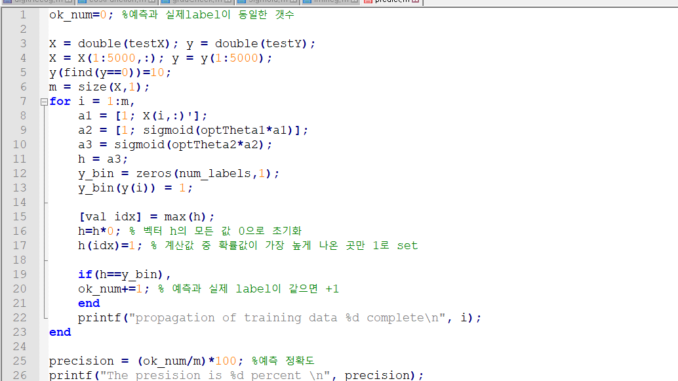 1 ok_num=0; %예측과 실제label이 동일한 갯수
2
3 X = double(testX); y = double(testY);
4 X = X(1:5000,:); y = y(1:5000);
5 y(find(y==0))=10;
6 m = size(X,1);
7 for i = 1:m,
8 a1 = [1; X(i,:)'];
9 a2 = [1; sigmoid(optTheta1*a1)];
10 a3 = sigmoid(optTheta2*a2);
11 h = a3;
12 y_bin = zeros(num_labels,1);
13 y_bin(y(i)) = 1;
14
15 [val idx] = max(h);
16 h=h*0; % 벡터 h의 모든 값 0으로 초기화
17 h(idx)=1; % 계산값 중 확률값이 가장 높게 나온 곳만 1로 set
18
19 if(h==y_bin),
20 ok_num+=1; % 예측과 실제 label이 같으면 +1
21 end
22 printf("propagation of training data %d complete\n", i);
23 end
24
25 precision = (ok_num/m)*100; %예측 정확도
26 printf("The presision is %d percent \n", precision);